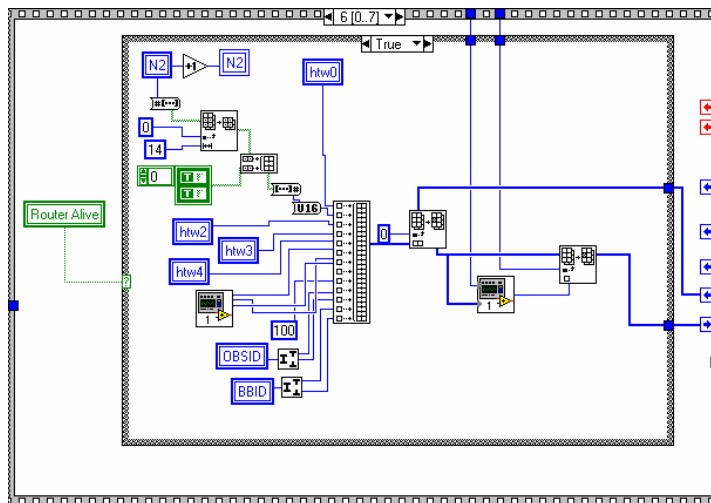 6 [0..7]
True
N2
+1
N2
htw0
#[...]
0
14
0
T F
T F
[...]#
U16
Router Alive
htw2
htw3
0
htw4
?
1
1
100
OBSID
BBID